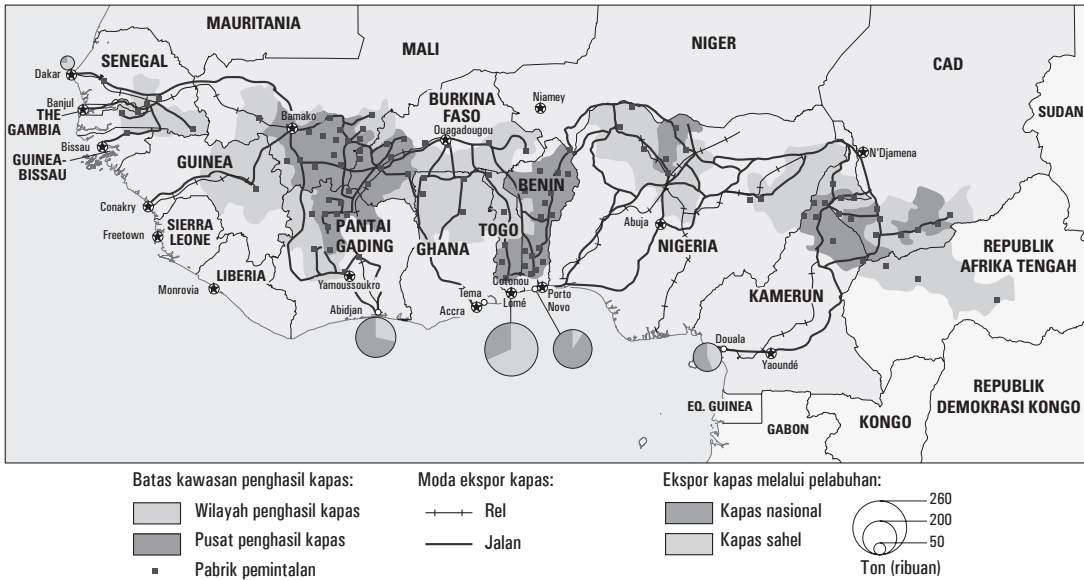 MAURITANIA
MALI
NIGER
CAD
SUDAN
SENEGAL
Dakar
Banjul
THE
GAMBIA
Bissau
GUINEA-
BISSAU
GUINEA
Bamako
BURKINA
FASO
Ouagadougou
Niamey
N'Djamena
Conakry
SIERRA
LEONE
Freetown
LIBERIA
Monrovia
PANTAI
GADING
Yamoussoukro
Abidjan
GHANA
Tema
Accra
TOGO
BENIN
Cotonou
Lomé
Porto
Novo
Abuja
NIGERIA
KAMERUN
Douala
Yaoundé
REPUBLIK
AFRIKA TENGAH
EQ. GUINEA
GABON
KONGO
REPUBLIK
DEMOKRASI KONGO
Batas kawasan penghasil kapas:
Wilayah penghasil kapas
Pusat penghasil kapas
Pabrik pemintalan
Moda ekspor kapas:
Rel
Jalan
Ekspor kapas melalui pelabuhan:
Kapas nasional
Kapas sahel
260
200
50
Ton (ribuan)